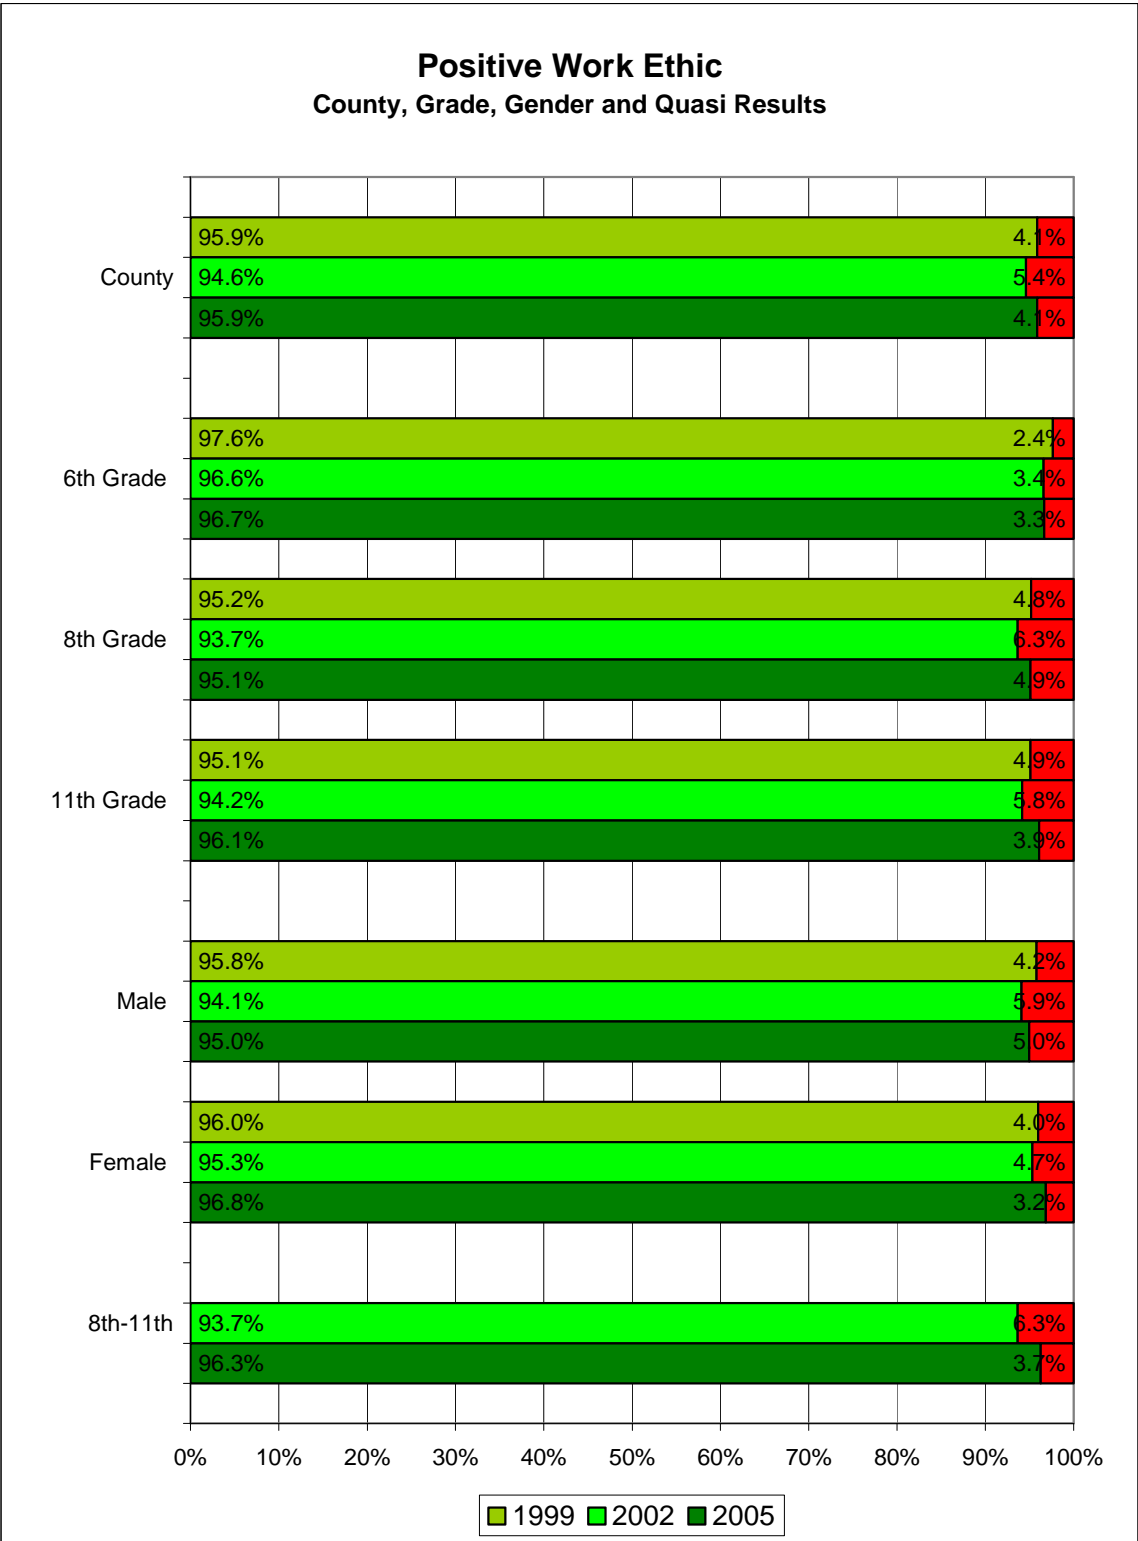 Positive Work Ethic
County, Grade, Gender and Quasi Results
95.9% 4.1%
County 94.6% 5.4%
95.9% 4.1%
97.6% 2.4%
6th Grade 96.6% 3.4%
96.7% 3.3%
95.2% 4.8%
8th Grade 93.7% 6.3%
95.1% 4.9%
95.1% 4.9%
11th Grade 94.2% 5.8%
96.1% 3.9%
95.8% 4.2%
Male 94.1% 5.9%
95.0% 5.0%
96.0% 4.0%
Female 95.3% 4.7%
96.8% 3.2%
8th-11th 93.7% 6.3%
96.3% 3.7%
0% 10% 20% 30% 40% 50% 60% 70% 80% 90% 100%
1999 2002 2005